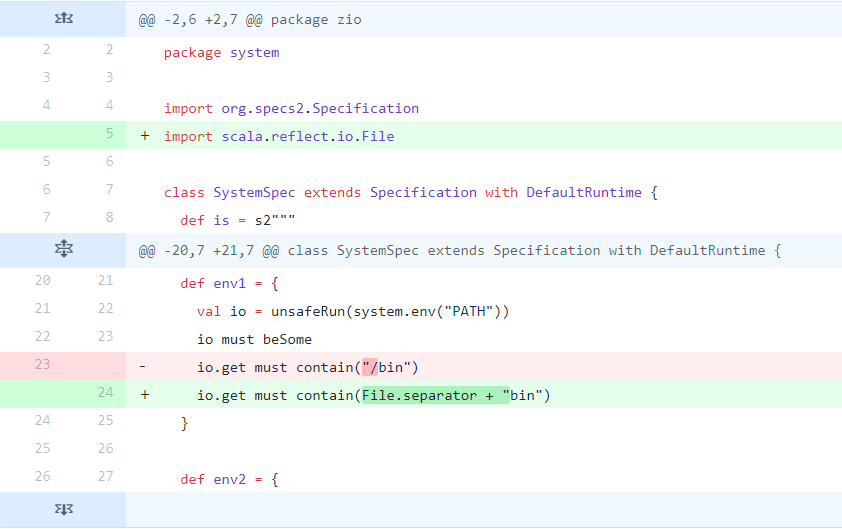 @@ -2,6 +2,7 @@ package zio
2 2 package system
3 3
4 4 import org.specs2.Specification
5 + import scala.reflect.io.File
5 6
6 7 class SystemSpec extends Specification with DefaultRuntime {
7 8 def is = s2"""
@@ -20,7 +21,7 @@ class SystemSpec extends Specification with DefaultRuntime {
20 21 def env1 = {
21 22 val io = unsafeRun(system.env("PATH"))
22 23 io must beSome
23 - io.get must contain("/bin")
24 + io.get must contain(File.separator + "bin")
24 25 }
25 26
26 27 def env2 = {